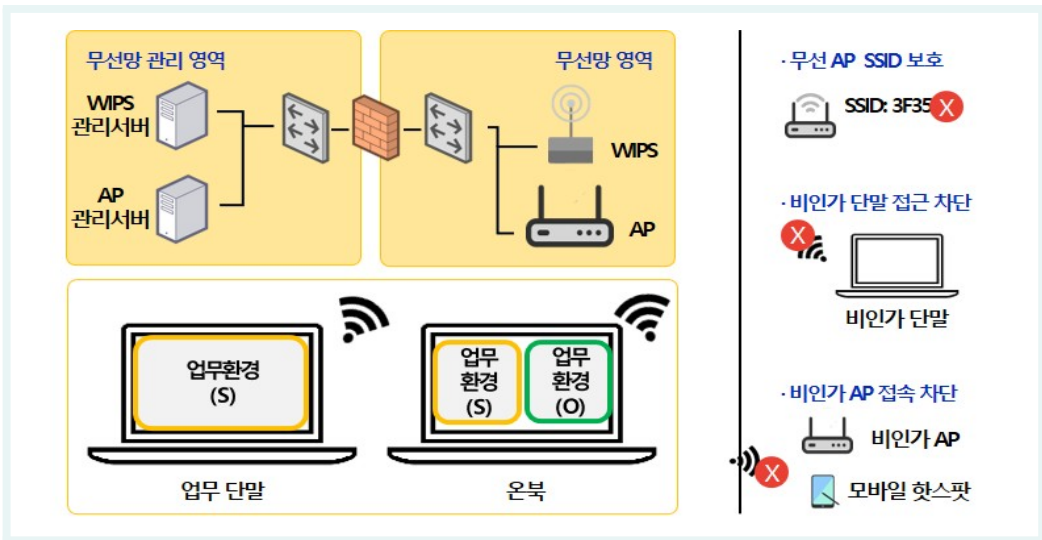 무선망 관리 영역
WIPS
관리서버
AP
관리서버
무선망 영역
WIPS
AP
업무환경
(S)
업무 단말
업무
환경
(S)
업무
환경
(O)
온북
· 무선 AP SSID 보호
SSID: 3F35
X
· 비인가 단말 접근 차단
X
비인가 단말
· 비인가 AP 접속 차단
비인가 AP
X
모바일 핫스팟